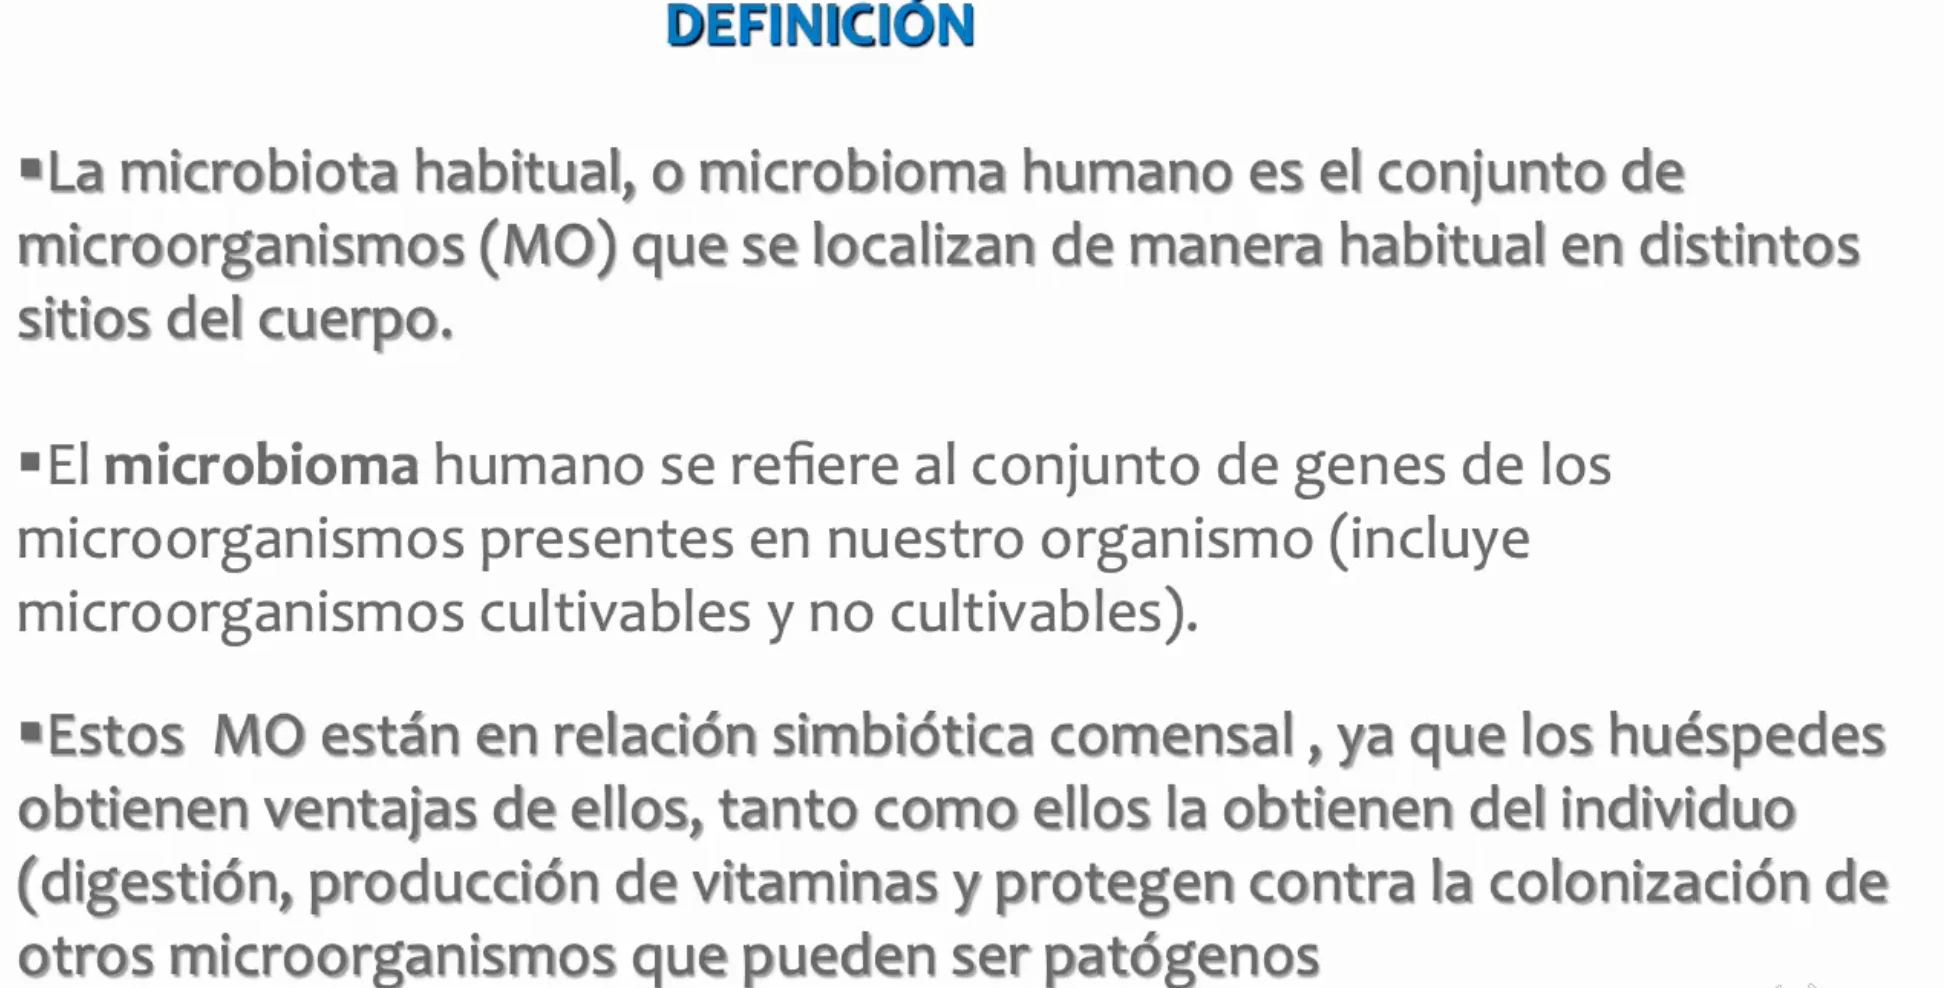 DEFINICIÓN
▪La microbiota habitual, o microbioma humano es el conjunto de
microorganismos (MO) que se localizan de manera habitual en distintos
sitios del cuerpo.
▪El microbioma humano se refiere al conjunto de genes de los
microorganismos presentes en nuestro organismo (incluye
microorganismos cultivables y no cultivables).
▪Estos MO están en relación simbiótica comensal , ya que los huéspedes
obtienen ventajas de ellos, tanto como ellos la obtienen del individuo
(digestión, producción de vitaminas y protegen contra la colonización de
otros microorganismos que pueden ser patógenos